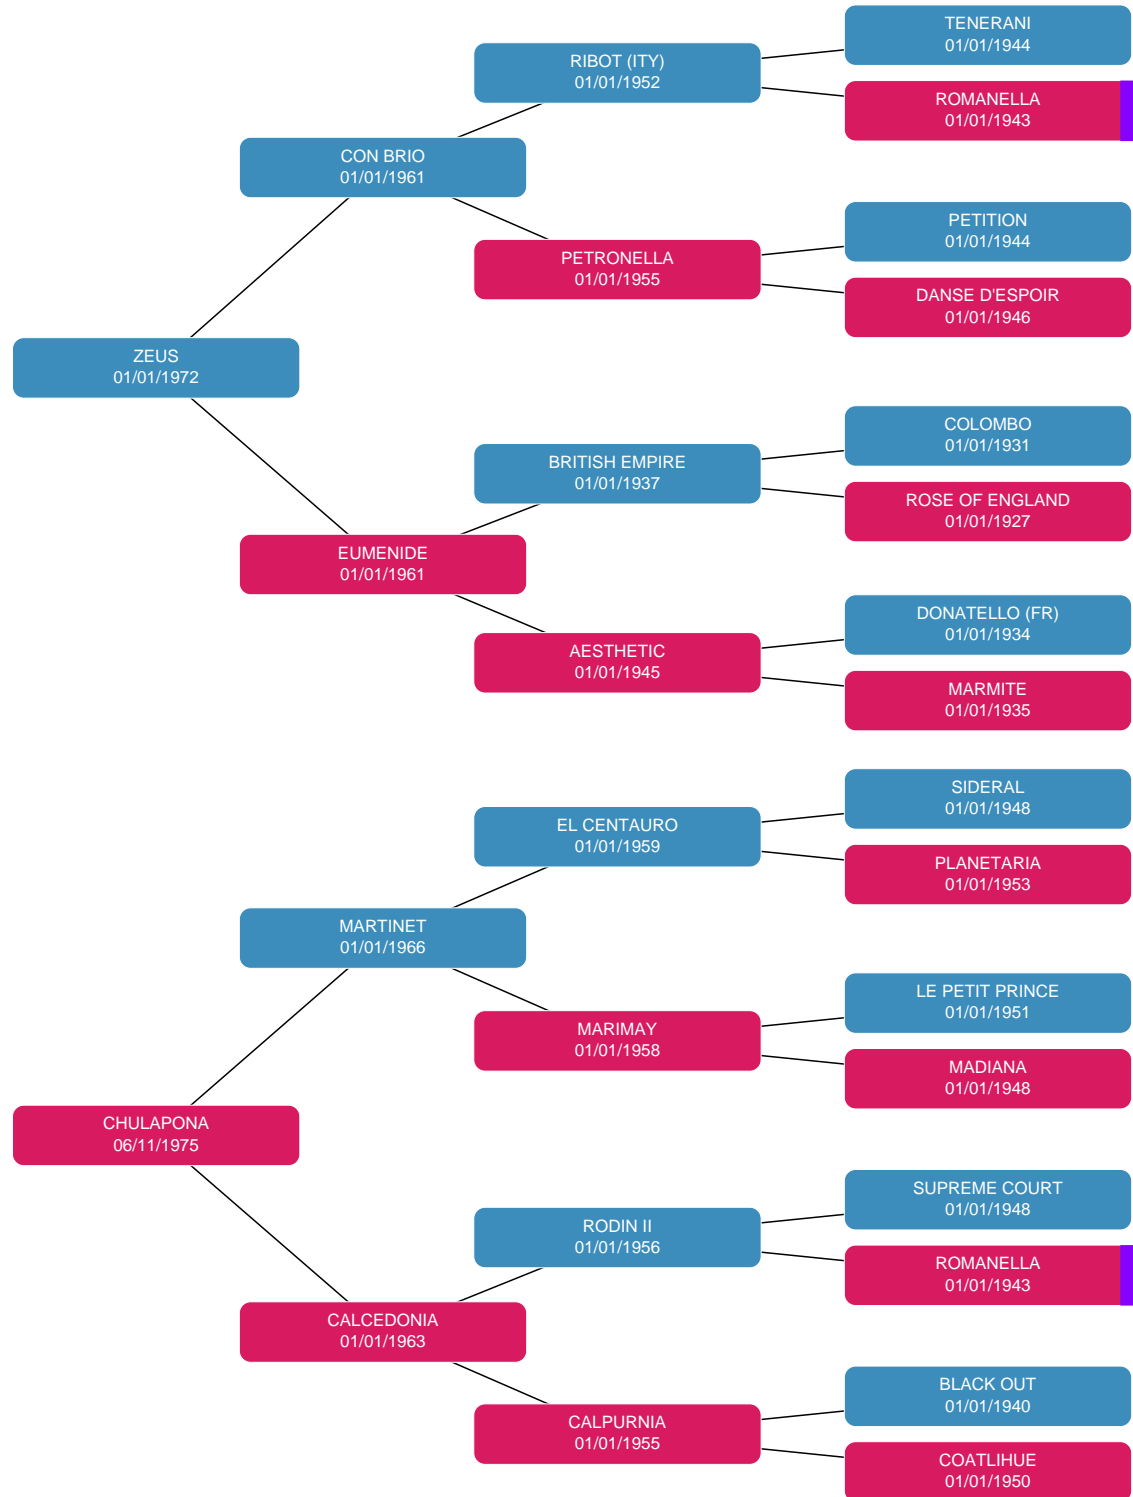 TENERANI
01/01/1944
RIBOT (ITY)
01/01/1952
ROMANELLA
01/01/1943
CON BRIO
01/01/1961
PETITION
01/01/1944
PETRONELLA
01/01/1955
DANSE D'ESPOIR
01/01/1946
ZEUS
01/01/1972
COLOMBO
01/01/1931
BRITISH EMPIRE
01/01/1937
ROSE OF ENGLAND
01/01/1927
EUMENIDE
01/01/1961
DONATELLO (FR)
01/01/1934
AESTHETIC
01/01/1945
MARMITE
01/01/1935
SIDERAL
01/01/1948
EL CENTAURO
01/01/1959
PLANETARIA
01/01/1953
MARTINET
01/01/1966
LE PETIT PRINCE
01/01/1951
MARIMAY
01/01/1958
MADIANA
01/01/1948
CHULAPONA
06/11/1975
SUPREME COURT
01/01/1948
RODIN II
01/01/1956
ROMANELLA
01/01/1943
CALCEDONIA
01/01/1963
BLACK OUT
01/01/1940
CALPURNIA
01/01/1955
COATLIHUE
01/01/1950